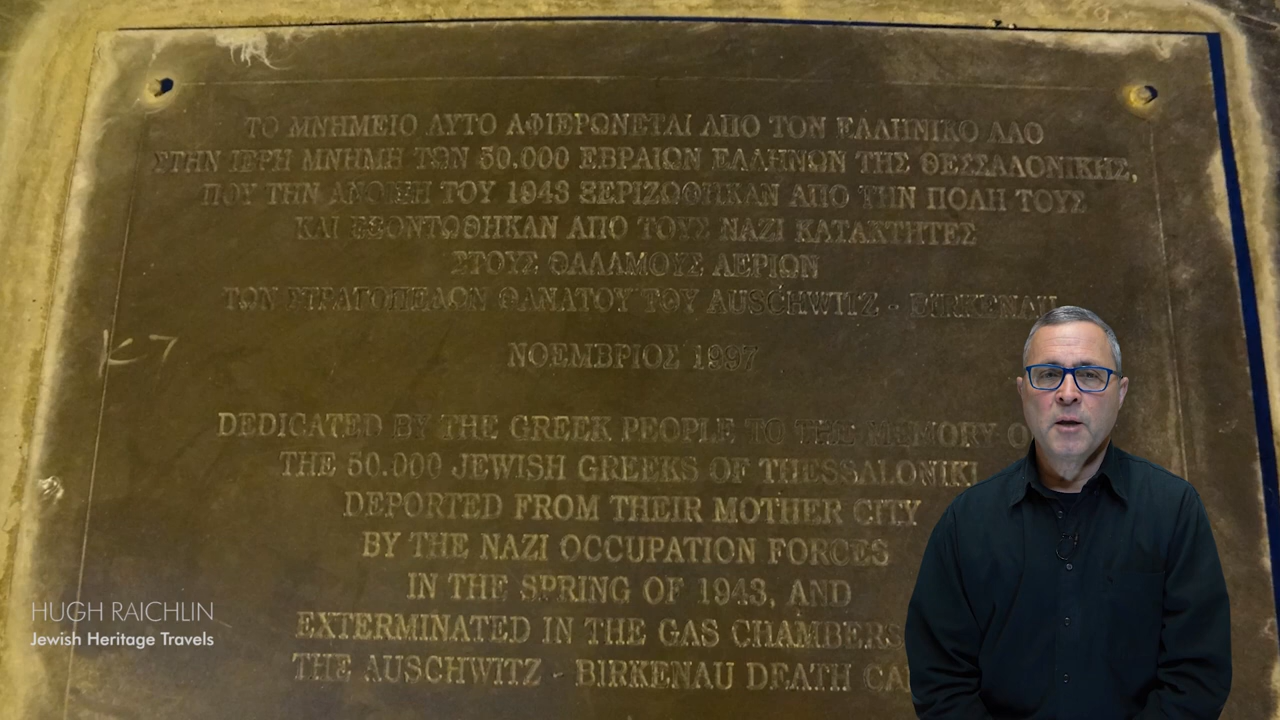 ΤΟ ΜΝΗΜΕΙΟ ΑΥΤΟ ΑΦΙΕΡΩΝΕΤΑΙ ΑΠΟ ΤΟΝ ΕΛΛΗΝΙΚΟ ΛΑΟ
ΣΤΗΝ ΙΕΡΗ ΜΝΗΜΗ ΤΩΝ 50.000 ΕΒΡΑΙΩΝ ΕΛΛΗΝΩΝ ΤΗΣ ΘΕΣΣΑΛΟΝΙΚΗΣ,
ΠΟΥ ΤΗΝ ΑΝΟΙΞΗ ΤΟΥ 1943 ΞΕΡΙΖΩΘΗΚΑΝ ΑΠΟ ΤΗΝ ΠΟΛΗ ΤΟΥΣ
ΚΑΙ ΕΞΟΝΤΩΘΗΚΑΝ ΑΠΟ ΤΟΥΣ ΝΑΖΙ ΚΑΤΑΚΤΗΤΕΣ
ΣΤΟΥΣ ΘΑΛΑΜΟΥΣ ΑΕΡΙΩΝ
ΤΩΝ ΣΤΡΑΤΟΠΕΔΩΝ ΘΑΝΑΤΟΥ ΤΟΥ AUSCHWITZ - BIRKENAU
K7
ΝΟΕΜΒΡΙΟΣ 1997
DEDICATED BY THE GREEK PEOPLE TO THE MEMORY
THE 50.000 JEWISH GREEKS OF THESSALONIKI
DEPORTED FROM THEIR MOTHER CITY
BY THE NAZI OCCUPATION FORCES
IN THE SPRING OF 1943, AND
EXTERMINATED IN THE GAS CHAMBERS
THE AUSCHWITZ - BIRKENAU DEATH
HUGH RAICHLIN
Jewish Heritage Travels